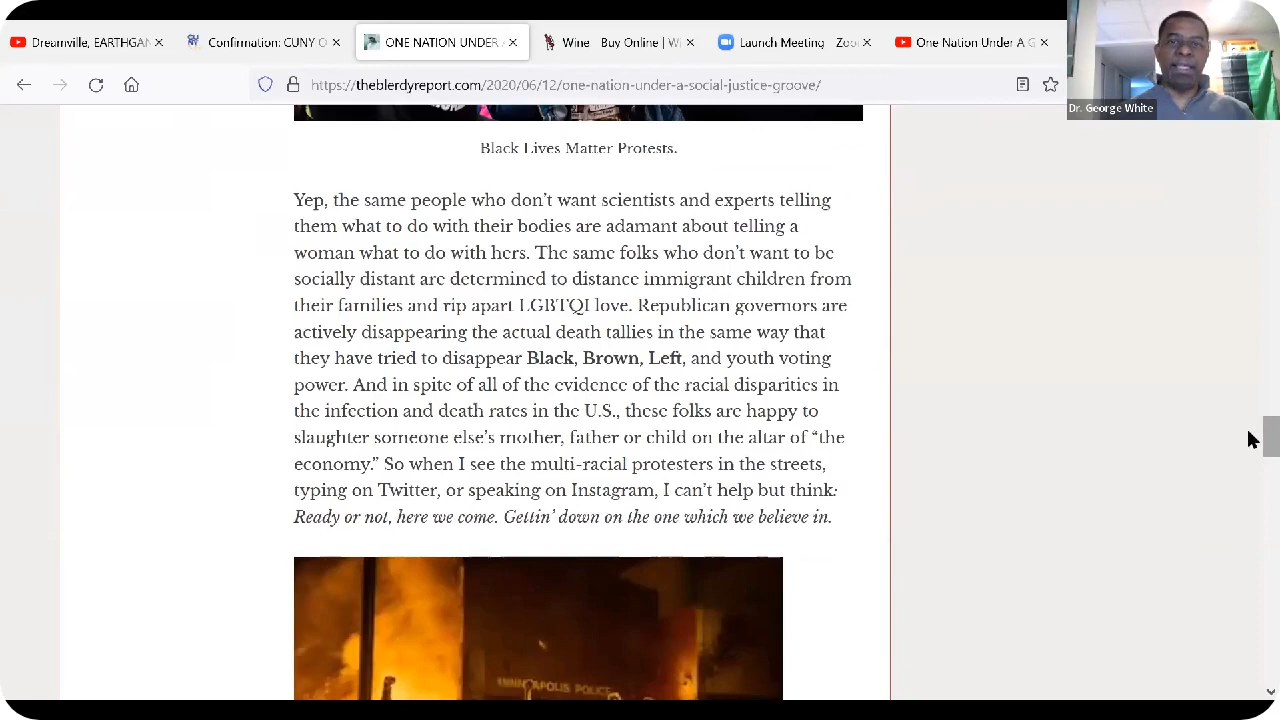 Dreamville, EARTHGAN
Confirmation: CUNY O
ONE NATION UNDER
Wine Buy Online | Wi
Launch Meeting Zoo
One Nation Under A G
https://theblerdyreport.com/2020/06/12/one-nation-under-a-social-justice-groove/
Dr. George White
Black Lives Matter Protests.
Yep, the same people who don’t want scientists and experts telling
them what to do with their bodies are adamant about telling a
woman what to do with hers. The same folks who don’t want to be
socially distant are determined to distance immigrant children from
their families and rip apart LGBTQI love. Republican governors are
actively disappearing the actual death tallies in the same way that
they have tried to disappear Black, Brown, Left, and youth voting
power. And in spite of all of the evidence of the racial disparities in
the infection and death rates in the U.S., these folks are happy to
slaughter someone else’s mother, father or child on the altar of “the
economy.” So when I see the multi-racial protesters in the streets,
typing on Twitter, or speaking on Instagram, I can’t help but think:
Ready or not, here we come. Gettin’ down on the one which we believe in.
MINNEAPOLIS POLICE